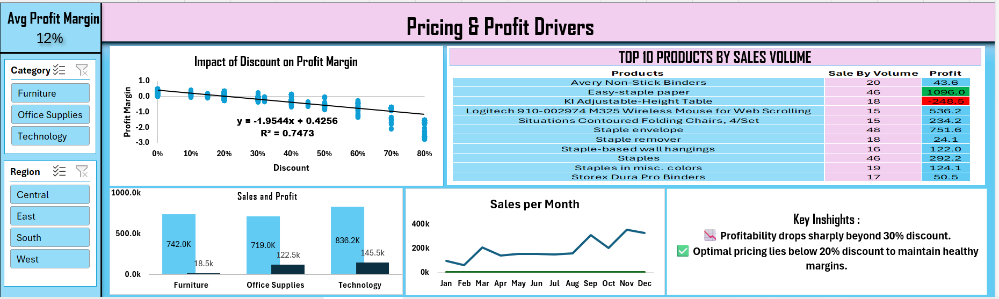 Avg Profit Margin
12%
Pricing & Profit Drivers
Category
Furniture
Office Supplies
Technology
Region
Central
East
South
West
Impact of Discount on Profit Margin
Profit Margin
1.0
0.0
-1.0
-2.0
-3.0
y = -1.9544x + 0.4256
R² = 0.7473
0% 10% 20% 30% 40% 50% 60% 70% 80%
Discount
TOP 10 PRODUCTS BY SALES VOLUME
Products Sale By Volume Profit
Avery Non-Stick Binders 20 43.6
Easy-staple paper 46 1096.0
KI Adjustable-Height Table 18 -248.5
Logitech 910-002974 M325 Wireless Mouse for Web Scrolling 15 536.2
Situations Contoured Folding Chairs, 4/Set 15 234.2
Staple envelope 48 751.6
Staple remover 18 24.1
Staple-based wall hangings 16 122.0
Staples 46 292.2
Staples in misc. colors 19 124.1
Storex Dura Pro Binders 17 50.5
Sales and Profit
1000.0k
500.0k
0.0k
742.0K 18.5k 719.0K 122.5k 836.2K 145.5k
Furniture Office Supplies Technology
Sales per Month
400k
200k
0k
Jan Feb Mar Apr May Jun Jul Aug Sep Oct Nov Dec
Key Inshights :
Profitability drops sharply beyond 30% discount.
Optimal pricing lies below 20% discount to maintain healthy
margins.